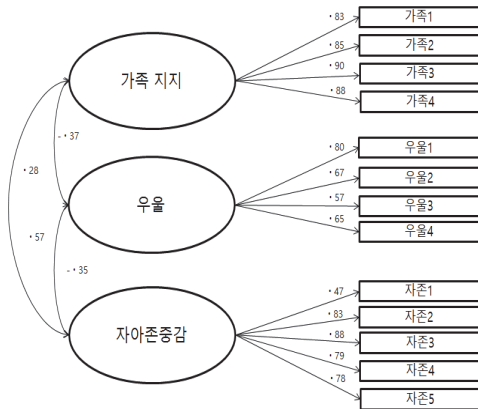 ·83
가족1
·85
가족2
·90
가족3
·88
가족4
가족 지지
-·37
·28
·80
우울1
·67
우울2
·57
우울3
·65
우울4
우울
·57
-·35
·47
자존1
·83
자존2
·88
자존3
·79
자존4
·78
자존5
자아존중감